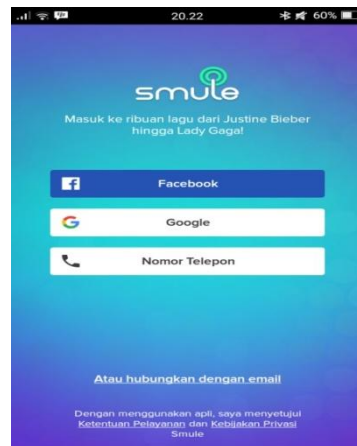 20.22
60%
smule
Masuk ke ribuan lagu dari Justine Bieber
hingga Lady Gaga!
Facebook
Google
Nomor Telepon
Atau hubungkan dengan email
Dengan menggunakan apli, saya menyetujui
Ketentuan Pelayanan dan Kebijakan Privasi
Smule